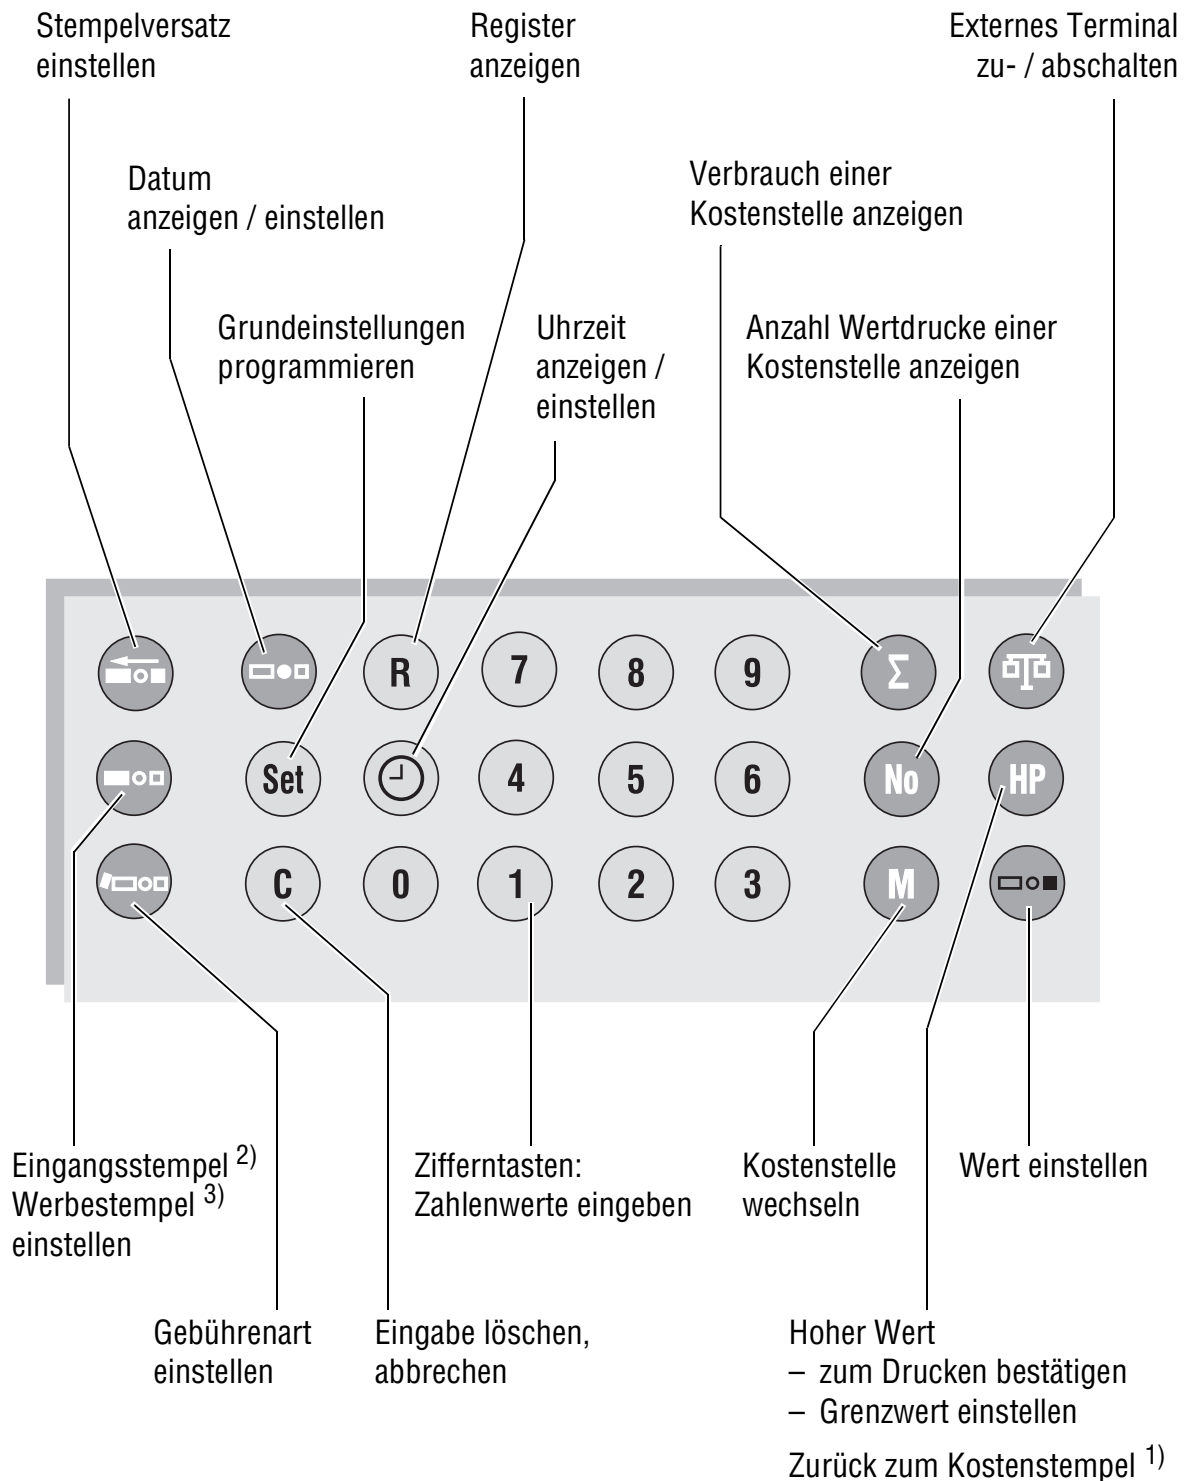 Stempelversatz
einstellen
Register
anzeigen
Externes Terminal
zu- / abschalten
Datum
anzeigen / einstellen
Verbrauch einer
Kostenstelle anzeigen
Grundeinstellungen
programmieren
Uhrzeit
anzeigen /
einstellen
Anzahl Wertdrucke einer
Kostenstelle anzeigen
R 7 8 9 Σ
Set 4 5 6 No HP
C 0 1 2 3 M
Eingangsstempel 2)
Werbestempel 3)
einstellen
Zifferntasten:
Zahlenwerte eingeben
Kostenstelle
wechseln
Wert einstellen
Gebührenart
einstellen
Eingabe löschen,
abbrechen
Hoher Wert
– zum Drucken bestätigen
– Grenzwert einstellen
Zurück zum Kostenstempel 1)